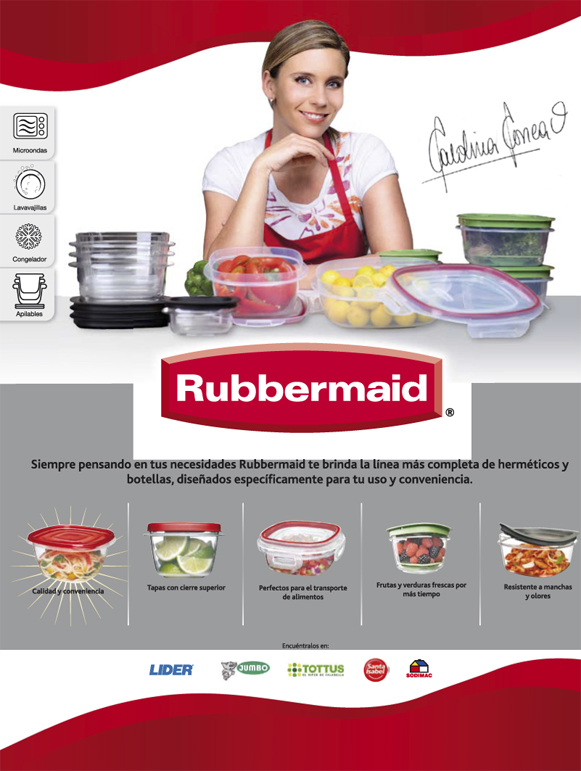 Microondas
Lavavajillas
Congelador
Apilables
Carolina Correa
Rubbermaid ®
Siempre pensando en tus necesidades Rubbermaid te brinda la línea más completa de herméticos y
botellas, diseñados específicamente para tu uso y conveniencia.
Calidad y conveniencia
Tapas con cierre superior
Perfectos para el transporte
de alimentos
Frutas y verduras frescas por
más tiempo
Resistente a manchas
y olores
Encuéntralos en:
LIDER
JUMBO
TOTTUS
Santa
Isabel
SODIMAC